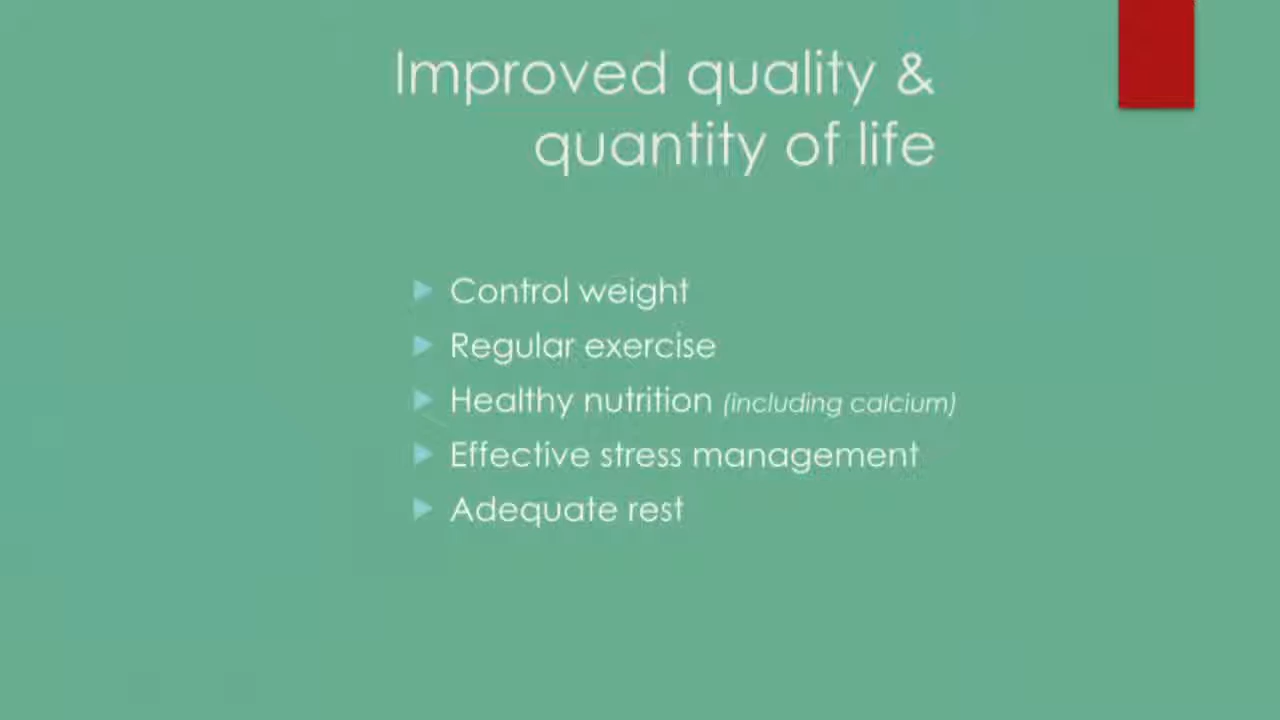 Improved quality &
quantity of life
Control weight
Regular exercise
Healthy nutrition (including calcium)
Effective stress management
Adequate rest